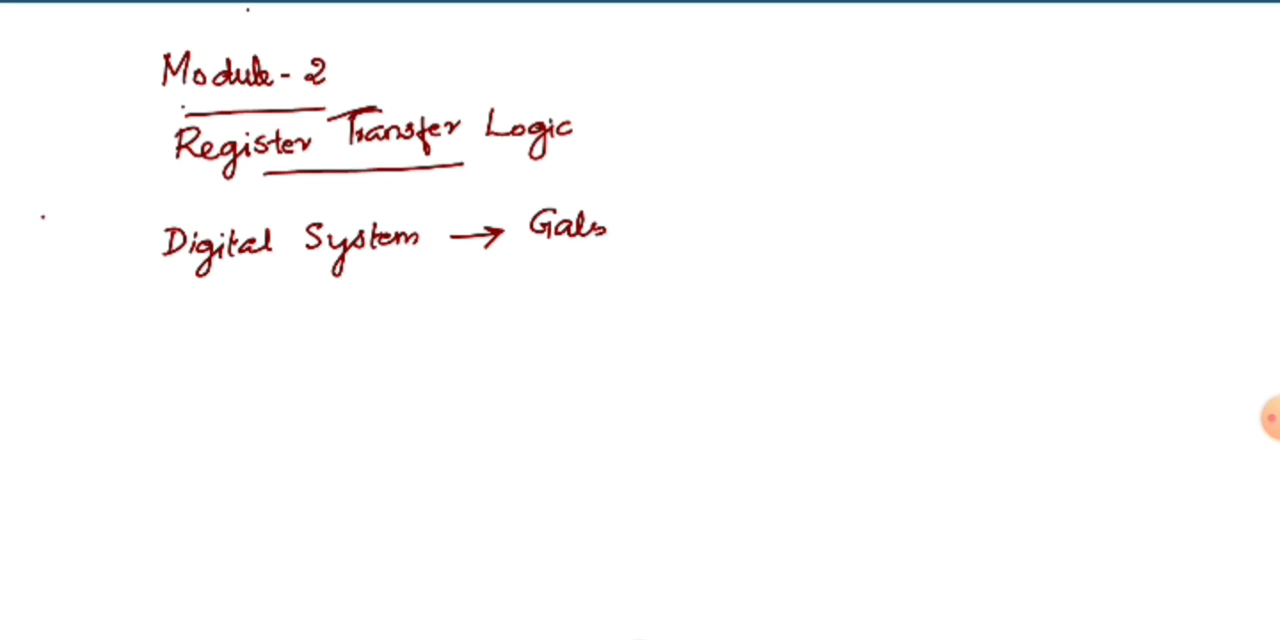 Module - 2
Register Transfer Logic
Digital System → Gates